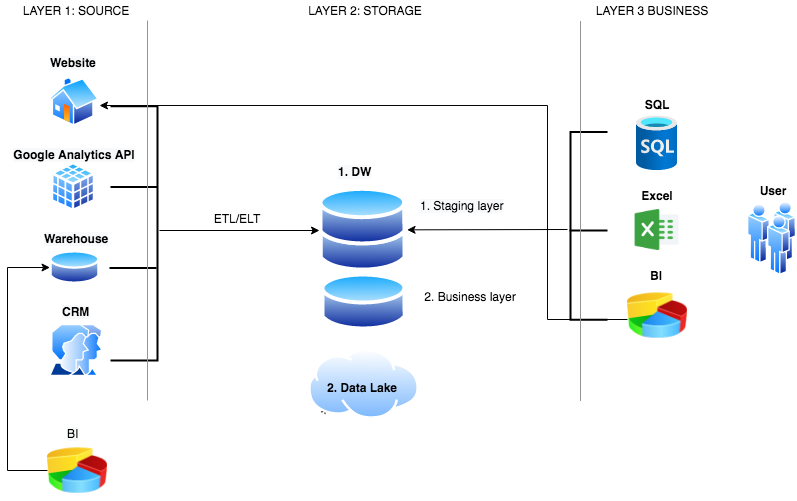 LAYER 1: SOURCE
LAYER 2: STORAGE
LAYER 3 BUSINESS
Website
Google Analytics API
Warehouse
CRM
BI
ETL/ELT
1. DW
1. Staging layer
2. Business layer
2. Data Lake
SQL
SQL
Excel
X
BI
User